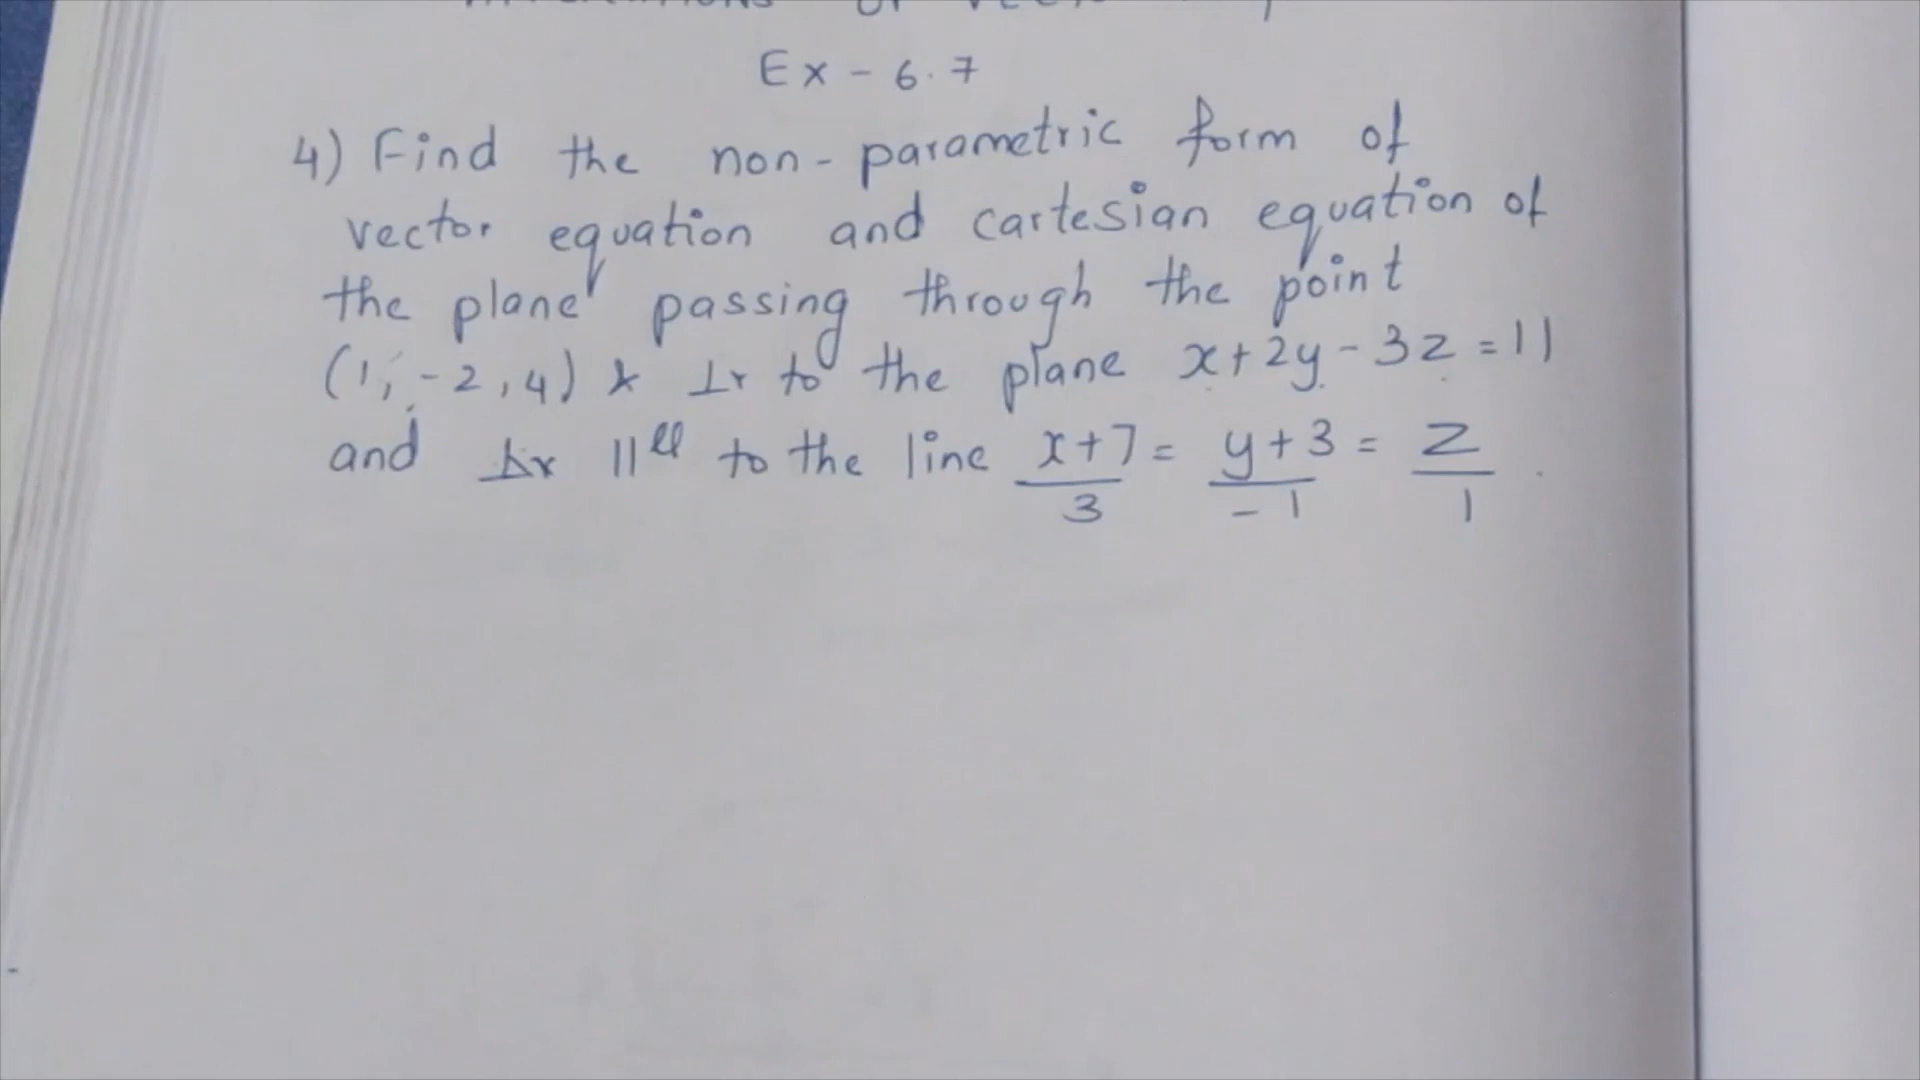 Ex - 6.7
4) Find the non-parametric form of
vector equation and cartesian equation of
the plane passing through the point
(1, -2, 4) & ⊥r to the plane x+2y-3z=11
and ||el to the line x+7/3 = y+3/-1 = z/1.